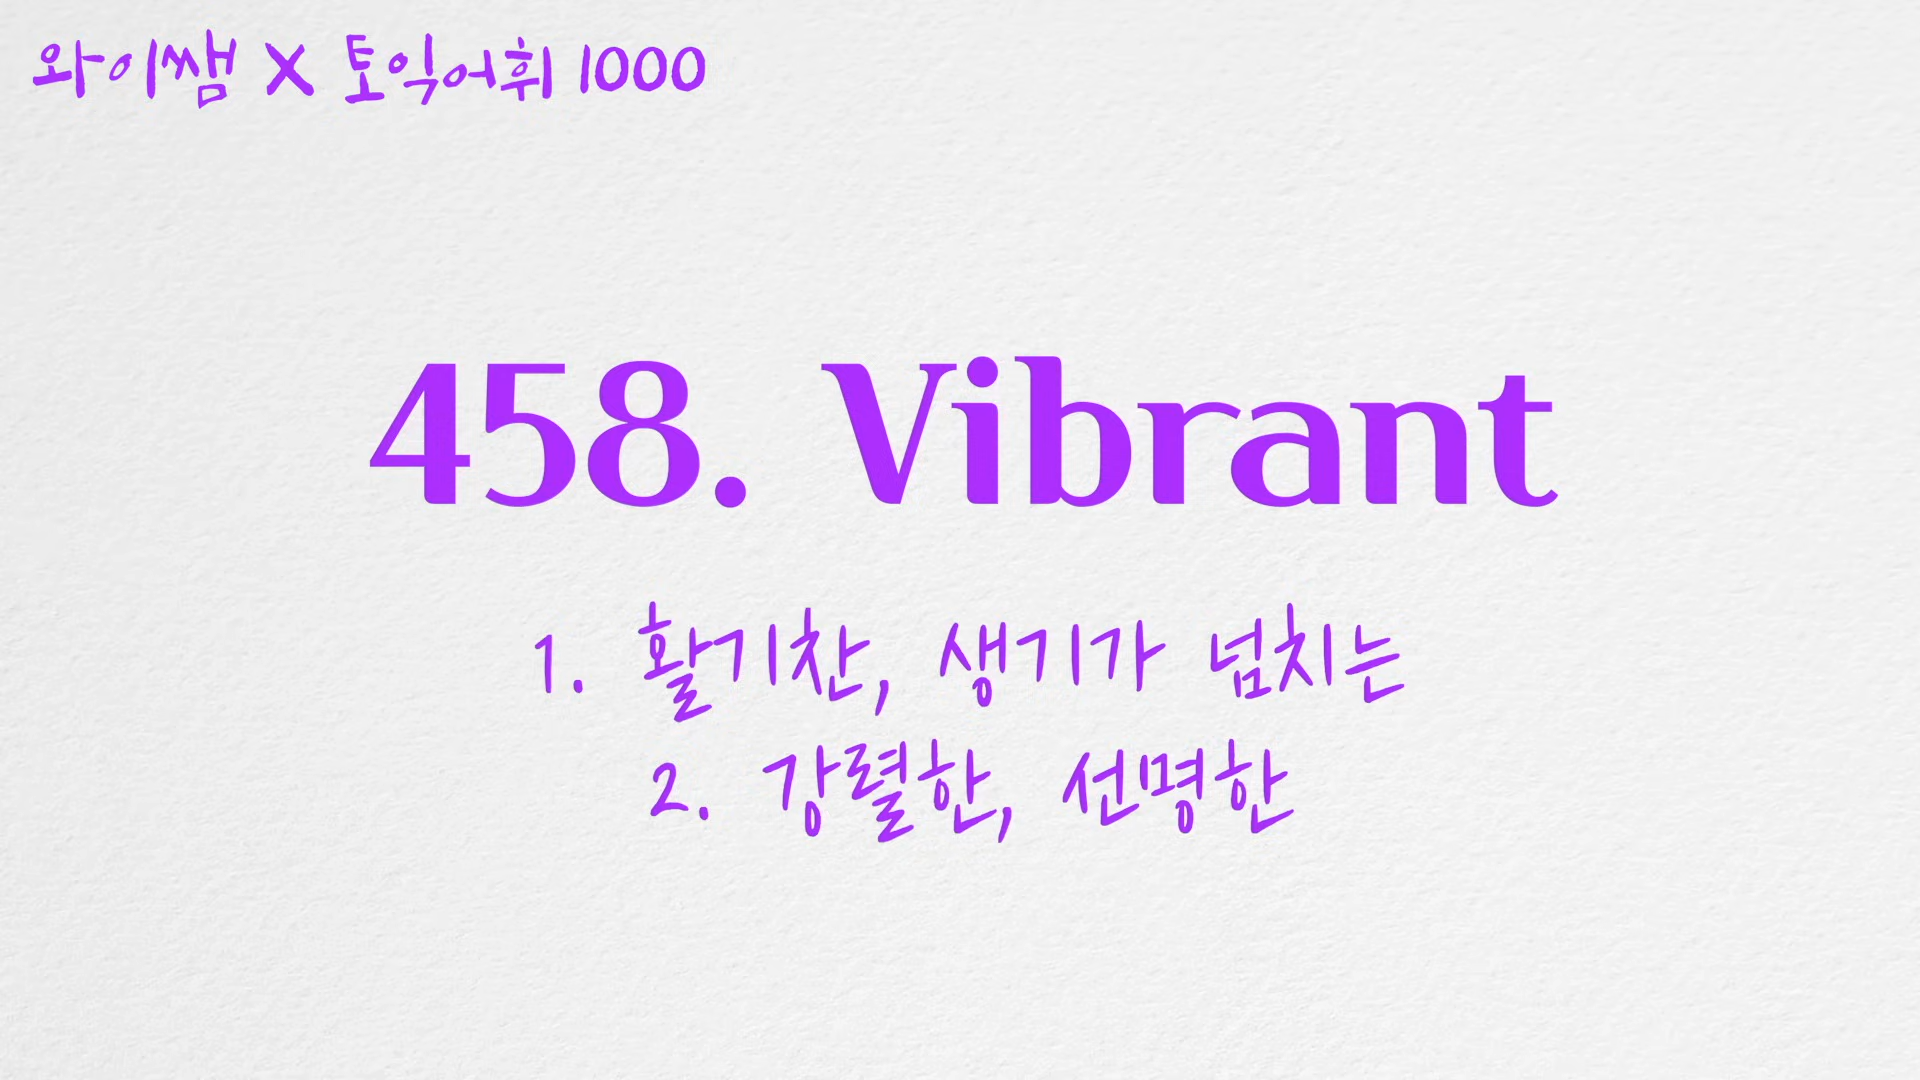 와이쌤 X 토익어휘 1000
458. Vibrant
1. 활기찬, 생기가 넘치는
2. 강렬한, 선명한